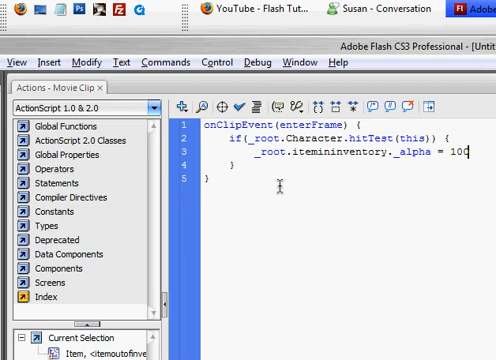 YouTube - Flash Tut...
Susan - Conversation
Adobe
Adobe Flash CS3 Professional - [Untit
Modify Text Commands Control Debug Window Help
Actions - Movie Clip ×
ActionScript 1.0 & 2.0
Global Functions
ActionScript 2.0 Classes
Global Properties
Operators
Statements
Compiler Directives
Constants
Types
Deprecated
Data Components
Components
Screens
Index
Current Selection
Item, <itemoutofinve
1 onClipEvent(enterFrame) {
2 if(_root.Character.hitTest(this)) {
3 _root.itemininventory._alpha = 100
4 }
5 }